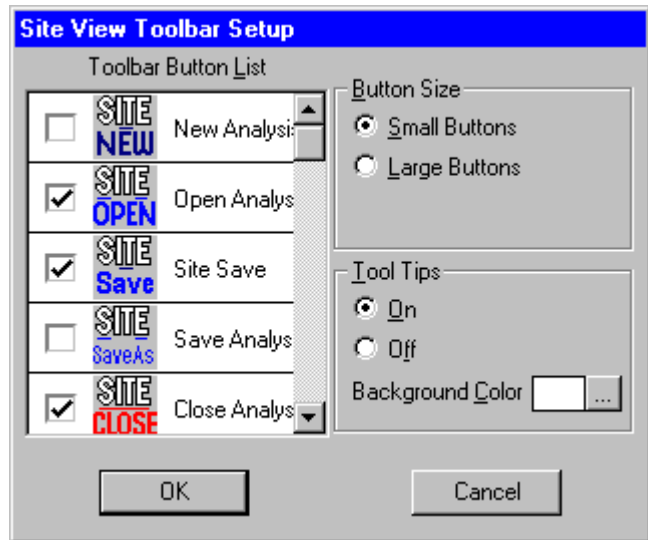 Site View Toolbar Setup
Toolbar Button List
SITE
NEW
New Analysi
SITE
OPEN
Open Analys
SITE
Save
Site Save
SITE
SaveAs
Save Analys
SITE
CLOSE
Close Analys
Button Size
Small Buttons
Large Buttons
Tool Tips
On
Off
Background Color
...
OK
Cancel